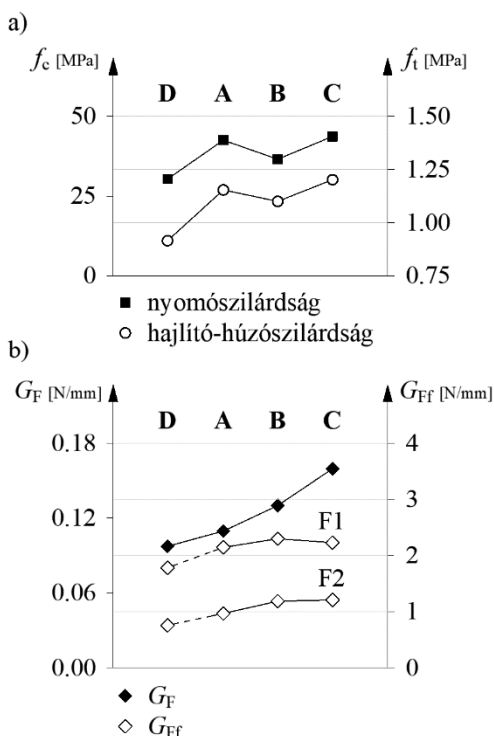 a)
f_c [MPa] f_t [MPa]
D A B C
50 1.50
1.25
25
1.00
0 0.75
nyomószilárdság
hajlító-húzószilárdság
b)
G_F [N/mm] G_Ff [N/mm]
D A B C
0.18 4
3
0.12 F1
2
0.06 F2
1
0.00 0
G_F
G_Ff